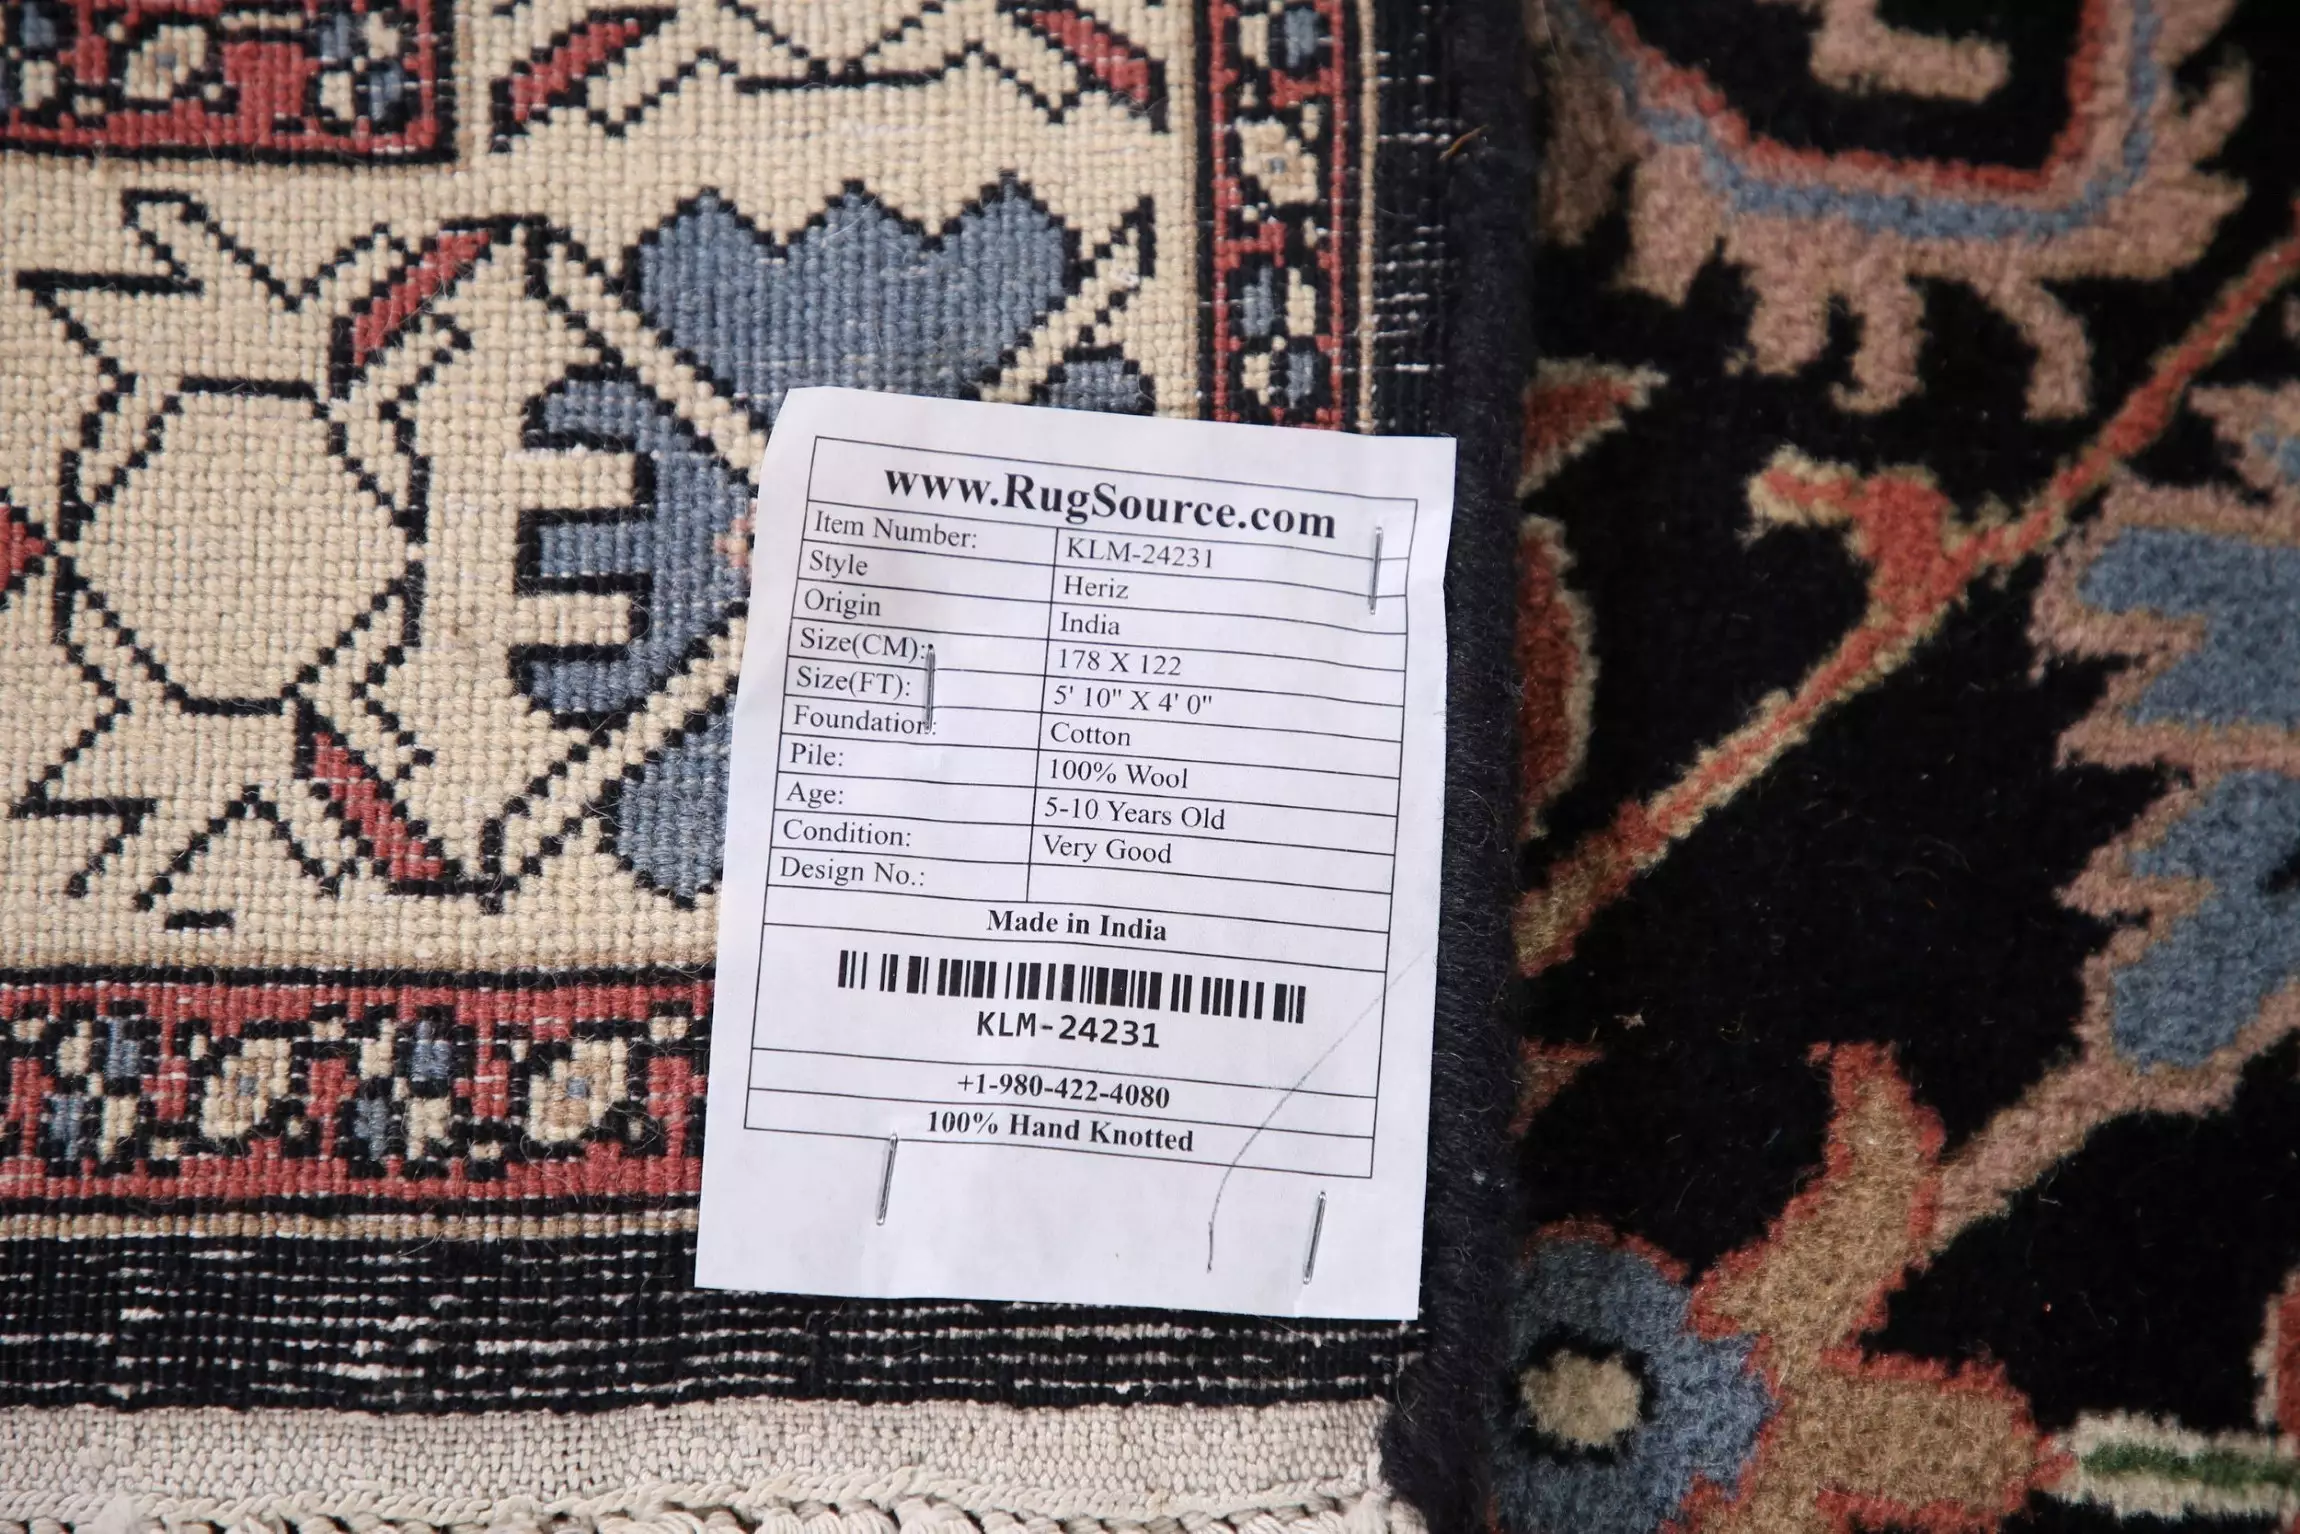 www.RugSource.com
Item Number: KLM-24231
Style Heriz
Origin India
Size(CM): 178 X 122
Size(FT): 5' 10" X 4' 0"
Foundation: Cotton
Pile: 100% Wool
Age: 5-10 Years Old
Condition: Very Good
Design No.:
Made in India
KLM-24231
+1-980-422-4080
100% Hand Knotted